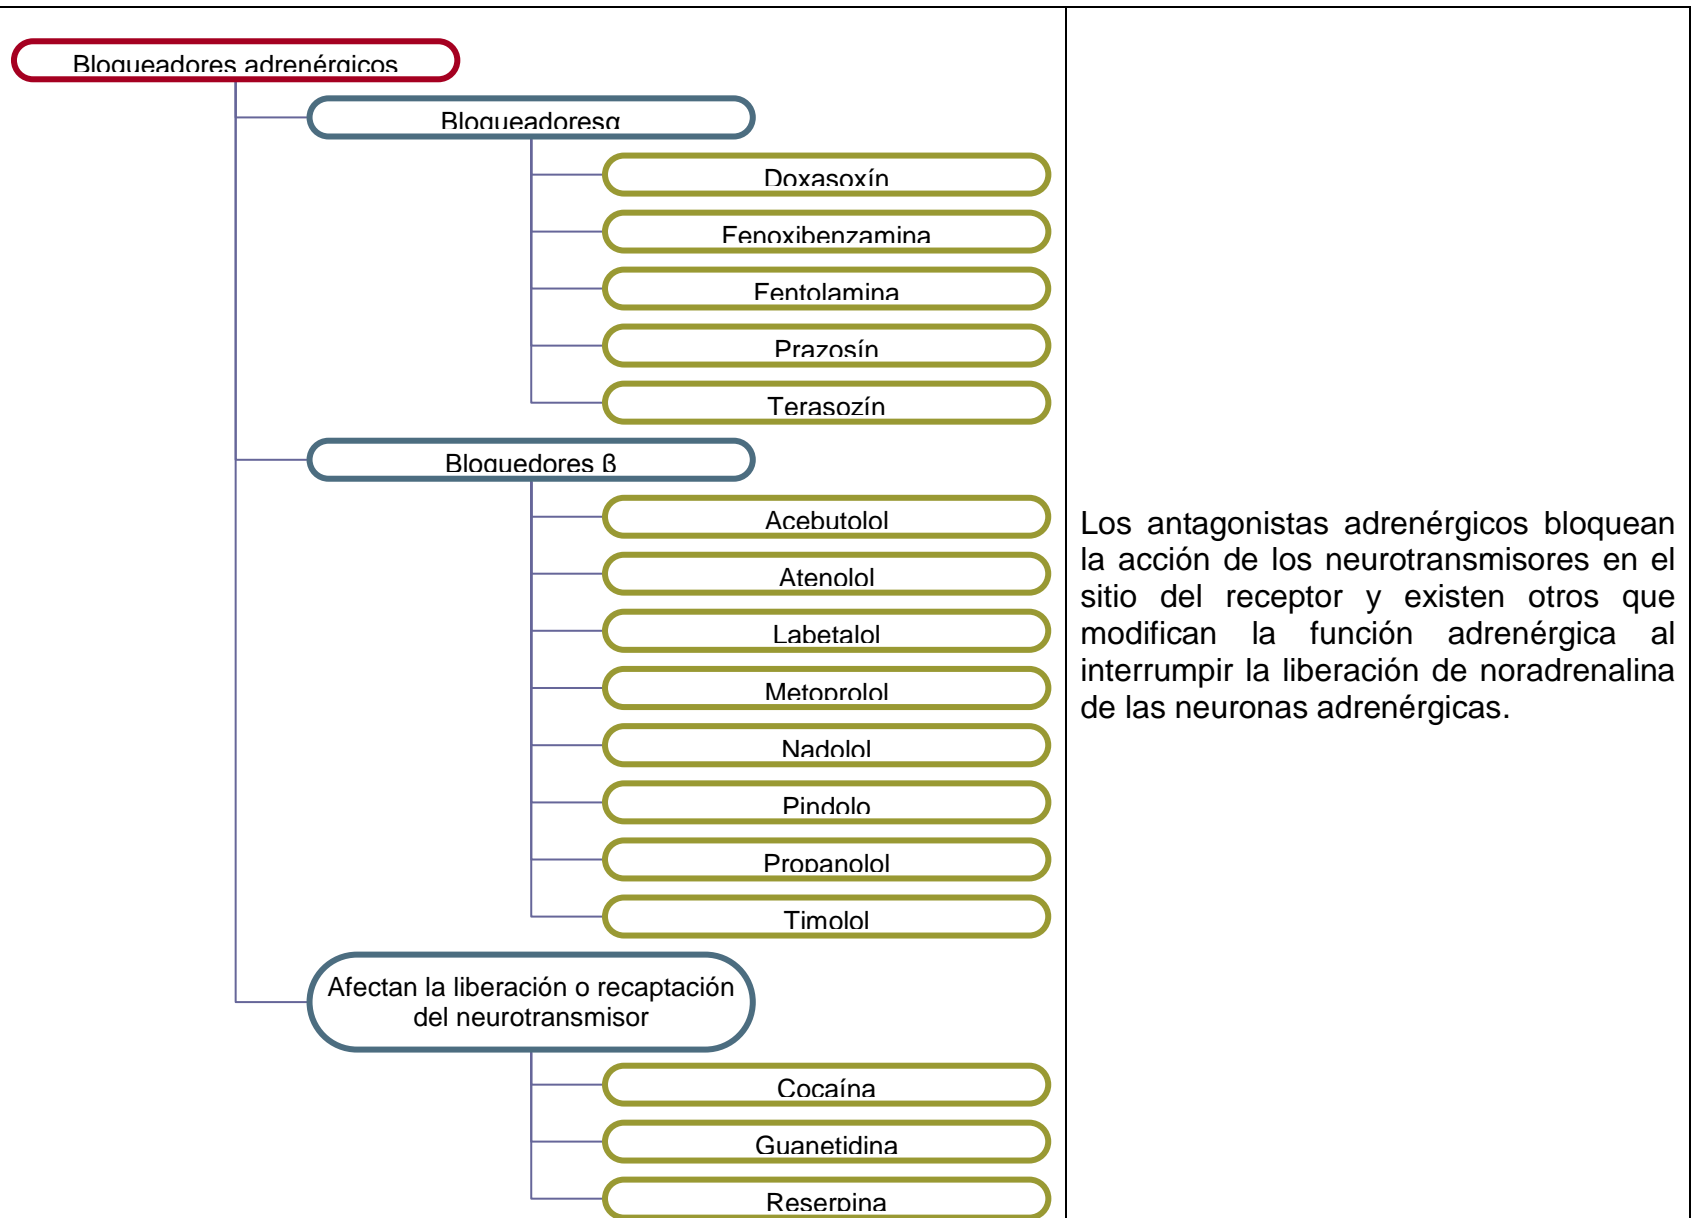 Bloqueadores adrenérgicos
Bloqueadoresα
Doxasoxín
Fenoxibenzamina
Fentolamina
Prazosín
Terasozín
Bloquedores β
Acebutolol
Atenolol
Labetalol
Metoprolol
Nadolol
Pindolo
Propanolol
Timolol
Afectan la liberación o recaptación
del neurotransmisor
Cocaína
Guanetidina
Reserpina
Los antagonistas adrenérgicos bloquean
la acción de los neurotransmisores en el
sitio del receptor y existen otros que
modifican la función adrenérgica al
interrumpir la liberación de noradrenalina
de las neuronas adrenérgicas.